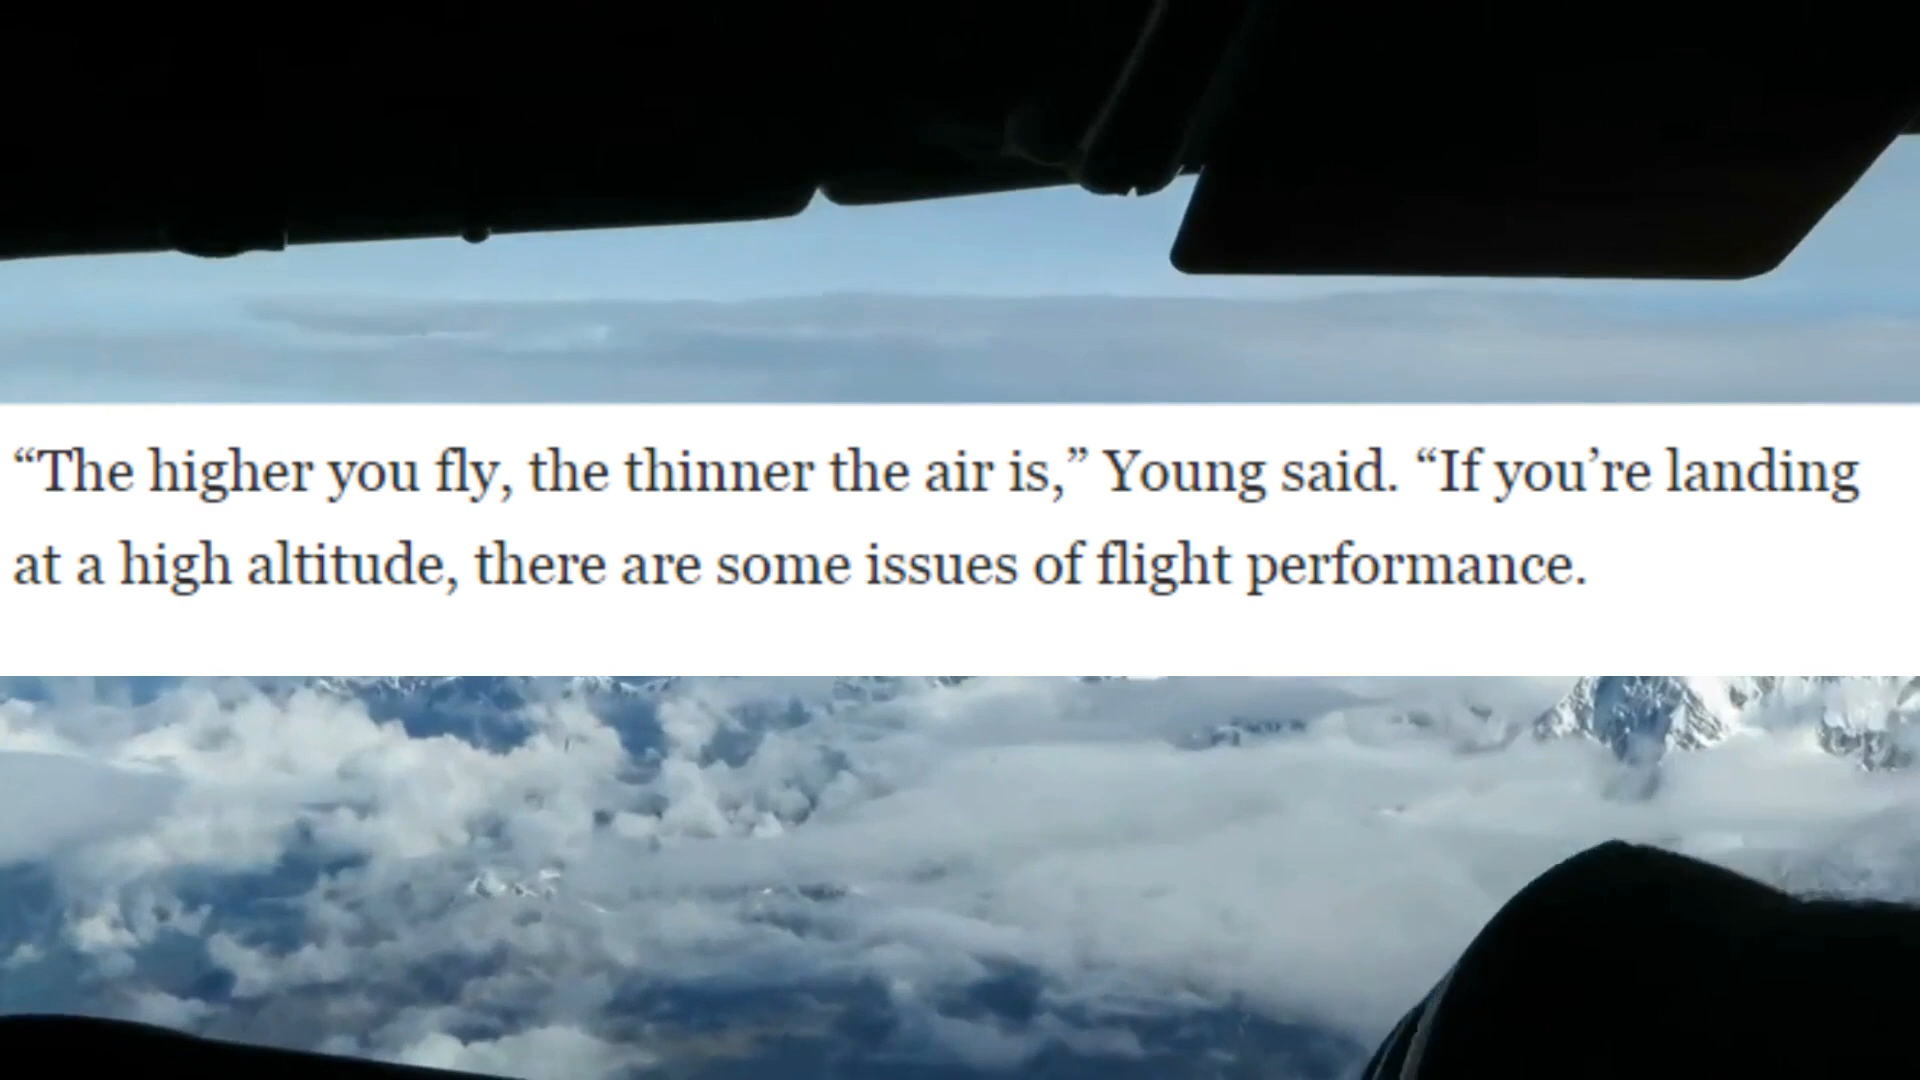 “The higher you fly, the thinner the air is,” Young said. “If you’re landing
at a high altitude, there are some issues of flight performance.